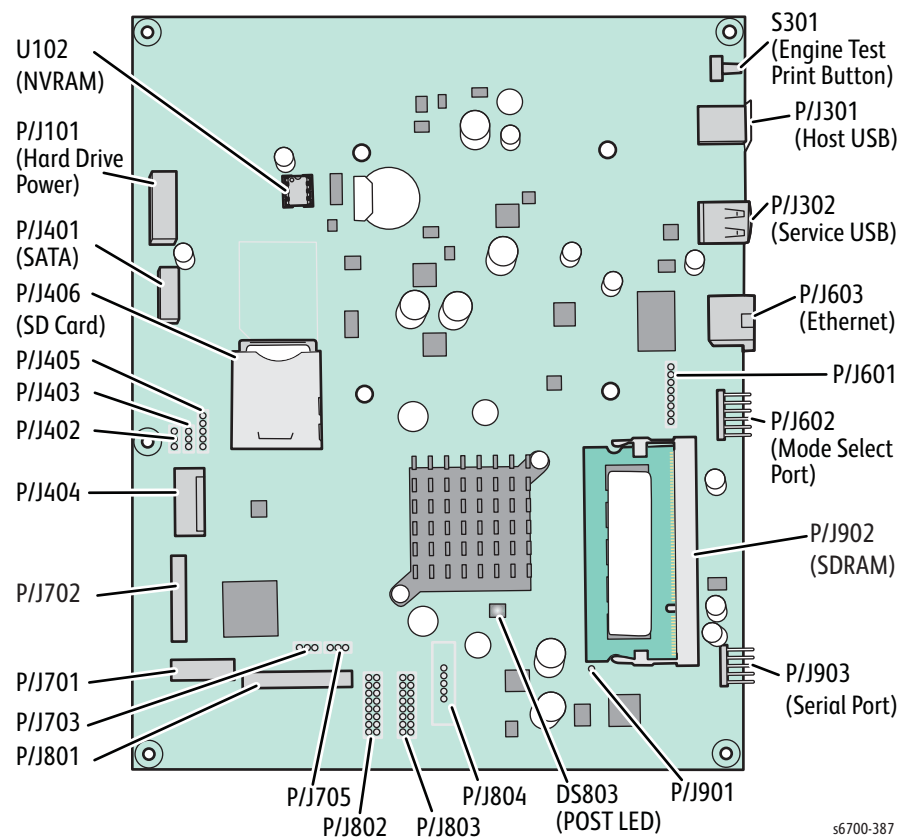 U102
(NVRAM)
P/J101
(Hard Drive
Power)
P/J401
(SATA)
P/J406
(SD Card)
P/J405
P/J403
P/J402
P/J404
P/J702
P/J701
P/J703
P/J801
P/J705
P/J802
P/J803
P/J804
DS803
(POST LED)
P/J901
S301
(Engine Test
Print Button)
P/J301
(Host USB)
P/J302
(Service USB)
P/J603
(Ethernet)
P/J601
P/J602
(Mode Select
Port)
P/J902
(SDRAM)
P/J903
(Serial Port)
s6700-387